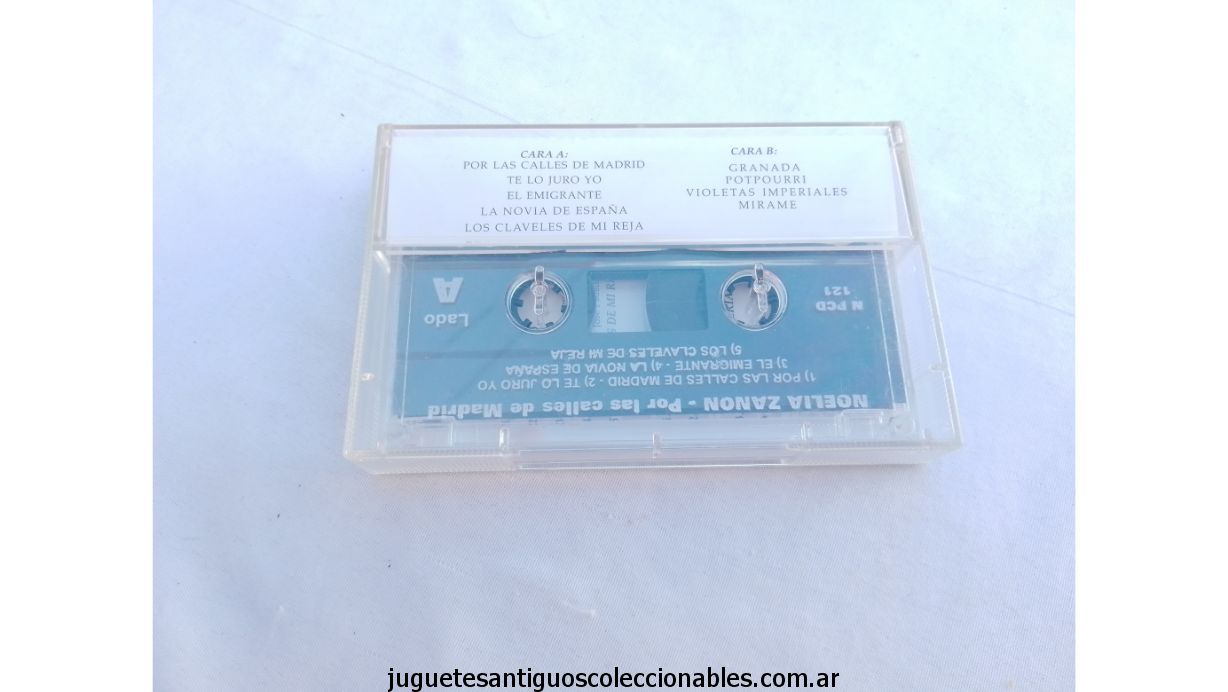 CARA A:
POR LAS CALLES DE MADRID
TE LO JURO YO
EL EMIGRANTE
LA NOVIA DE ESPAÑA
LOS CLAVELES DE MI REJA
CARA B:
GRANADA
POTPOURRI
VIOLETAS IMPERIALES
MIRAME
NOELIA ZANON - Por las calles de Madrid
1) POR LAS CALLES DE MADRID - 2) TE LO JURO YO
3) EL EMIGRANTE - 4) LA NOVIA DE ESPAÑA
5) LOS CLAVELES DE MI REJA
Lado
A
N PCD
121
S DE MI R
juguetesantiguoscoleccionables.com.ar